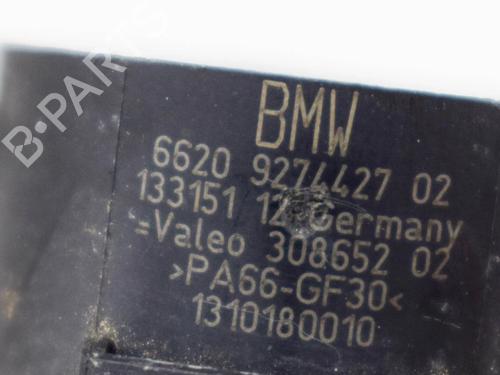 B-PARTS
BMW
6620 9274427 02
133151 12 Germany
=Valeo 308652 02
>PA66-GF30<
1310180010